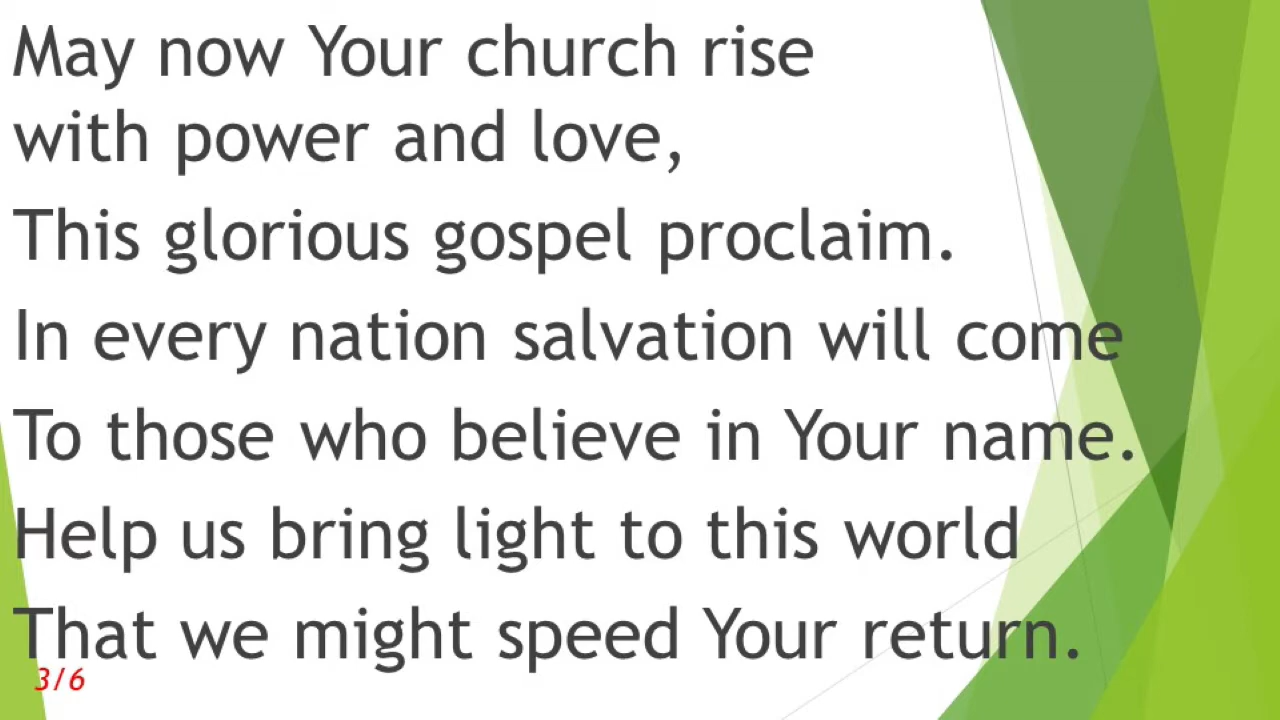 May now Your church rise
with power and love,
This glorious gospel proclaim.
In every nation salvation will come
To those who believe in Your name.
Help us bring light to this world
That we might speed Your return.
3/6